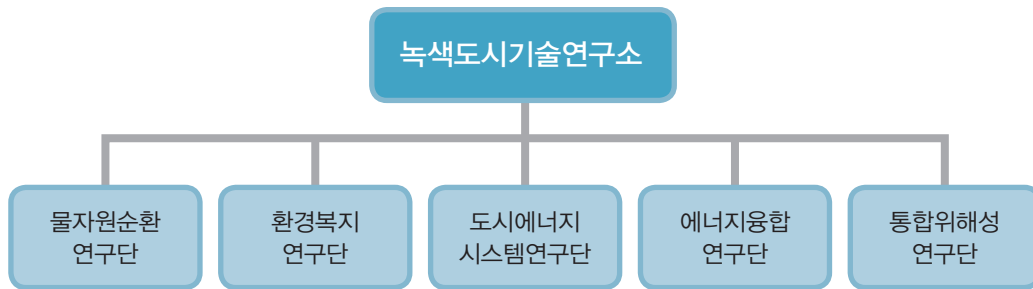 녹색도시기술연구소
물자원순환
연구단
환경복지
연구단
도시에너지
시스템연구단
에너지융합
연구단
통합위해성
연구단